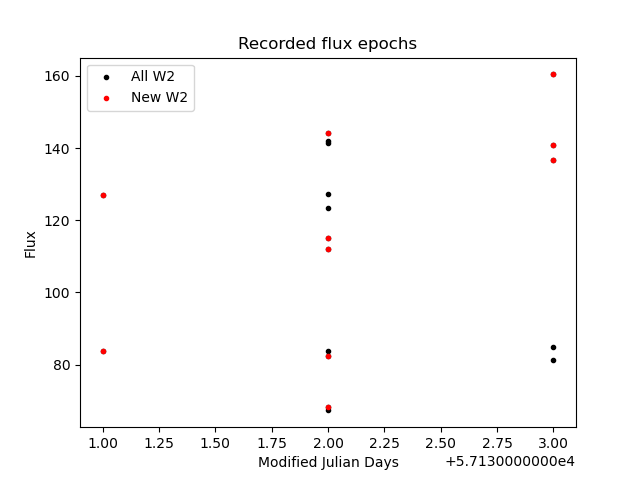 Recorded flux epochs
All W2
New W2
160
140
120
100
80
Flux
1.00 1.25 1.50 1.75 2.00 2.25 2.50 2.75 3.00
Modified Julian Days
+5.7130000000e4